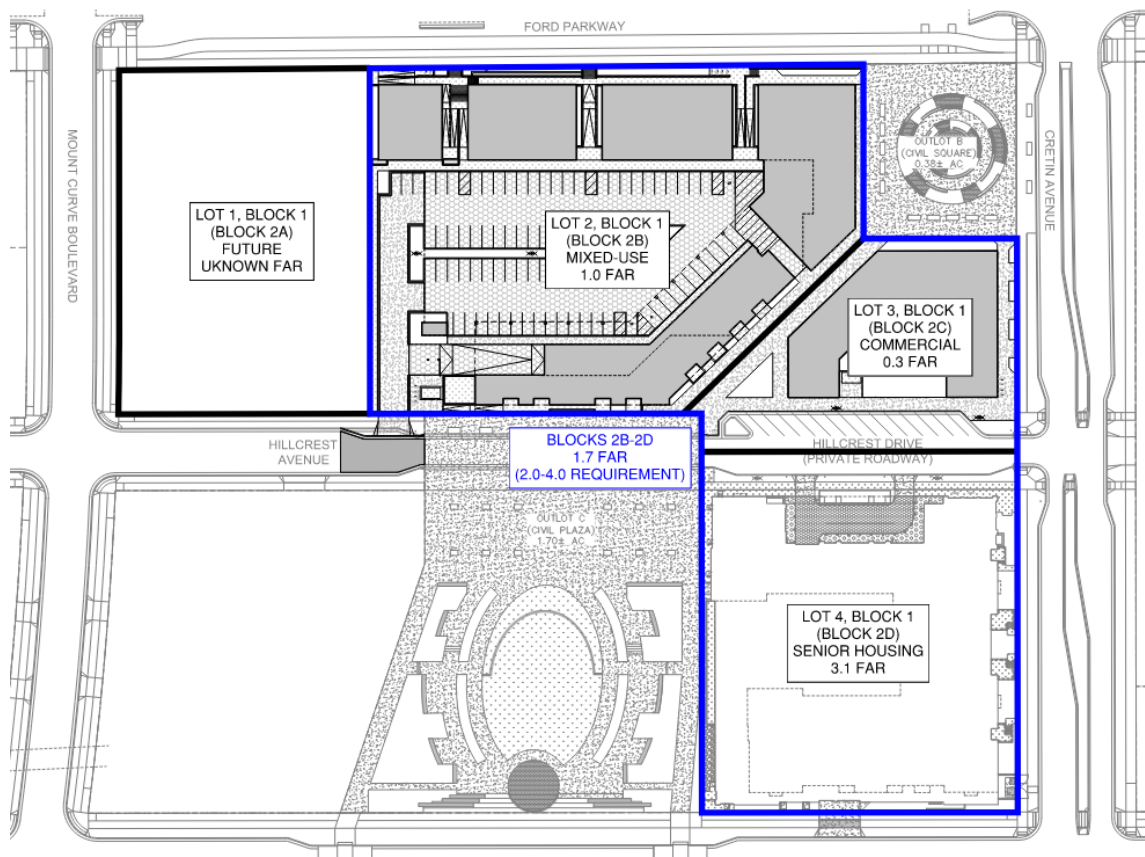 FORD PARKWAY
MOUNT CURVE BOULEVARD
CRETIN AVENUE
OUTLOT B
(CIVIL SQUARE)
0.38± AC
LOT 1, BLOCK 1
(BLOCK 2A)
FUTURE
UKNOWN FAR
LOT 2, BLOCK 1
(BLOCK 2B)
MIXED-USE
1.0 FAR
LOT 3, BLOCK 1
(BLOCK 2C)
COMMERCIAL
0.3 FAR
HILLCREST
AVENUE
BLOCKS 2B-2D
1.7 FAR
(2.0-4.0 REQUIREMENT)
HILLCREST DRIVE
(PRIVATE ROADWAY)
OUTLOT C
(CIVIL PLAZA)
1.70± AC
LOT 4, BLOCK 1
(BLOCK 2D)
SENIOR HOUSING
3.1 FAR